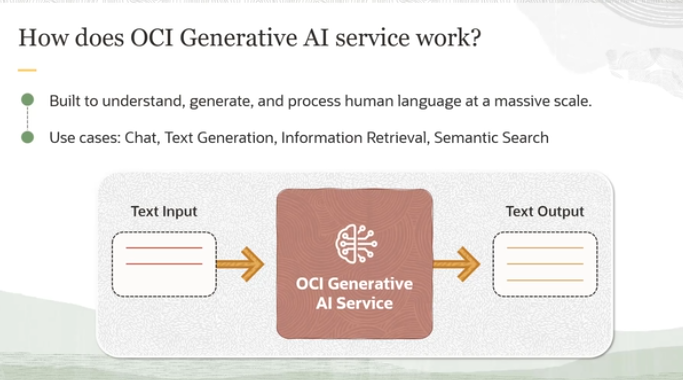 How does OCI Generative AI service work?
Built to understand, generate, and process human language at a massive scale.
Use cases: Chat, Text Generation, Information Retrieval, Semantic Search
Text Input
OCI Generative
AI Service
Text Output